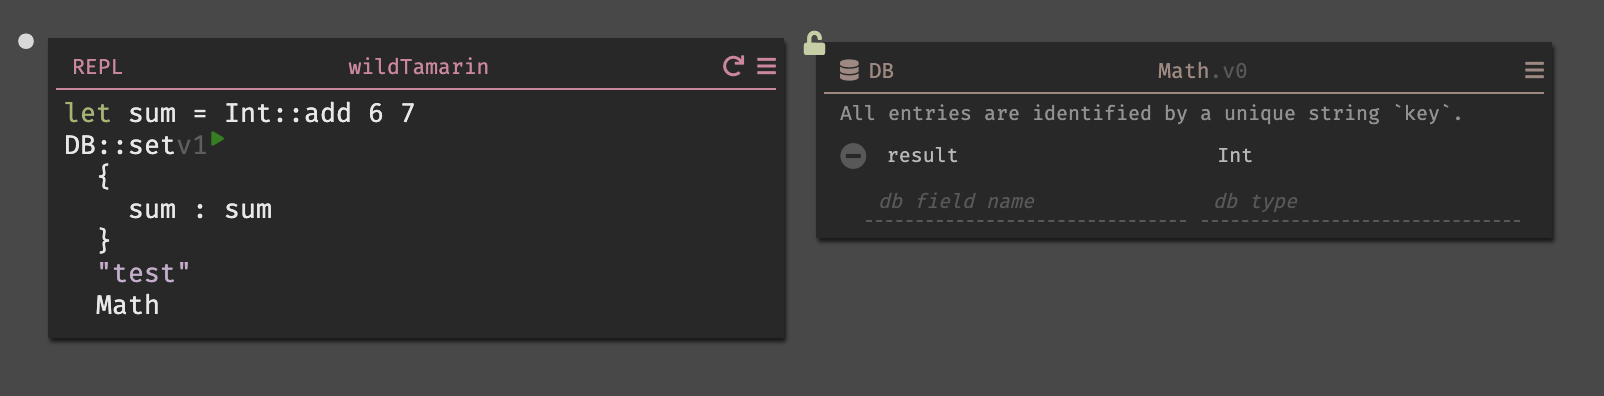 REPL wildTamarin
let sum = Int::add 6 7
DB::setv1
{
sum : sum
}
"test"
Math
DB Math.v0
All entries are identified by a unique string `key`.
result Int
db field name db type